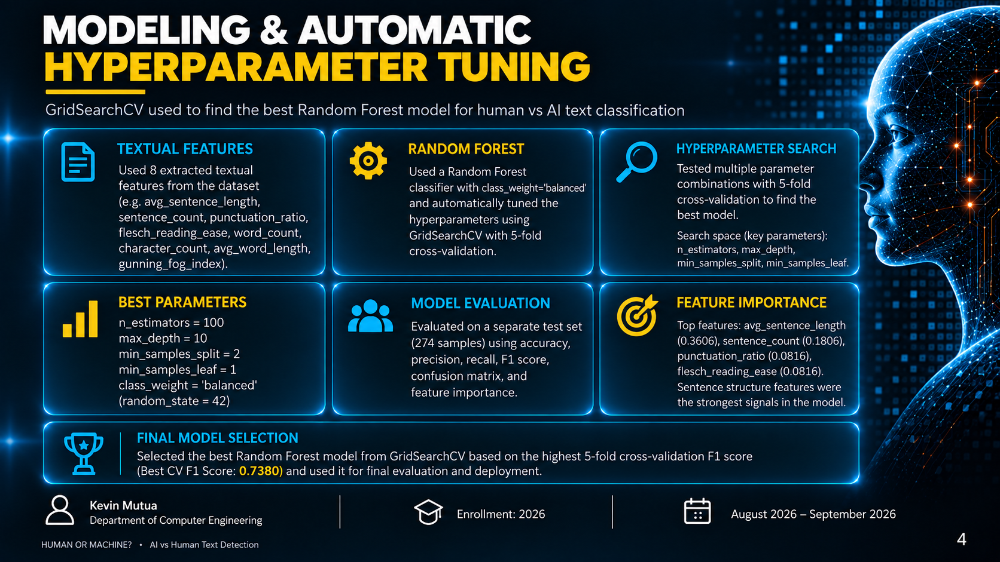 MODELING & AUTOMATIC
HYPERPARAMETER TUNING
GridSearchCV used to find the best Random Forest model for human vs AI text classification
TEXTUAL FEATURES
Used 8 extracted textual
features from the dataset
(e.g. avg_sentence_length,
sentence_count, punctuation_ratio,
flesch_reading_ease, word_count,
character_count, avg_word_length,
gunning_fog_index).
RANDOM FOREST
Used a Random Forest
classifier with class_weight='balanced'
and automatically tuned the
hyperparameters using
GridSearchCV with 5-fold
cross-validation.
HYPERPARAMETER SEARCH
Tested multiple parameter
combinations with 5-fold
cross-validation to find the
best model.
Search space (key parameters):
n_estimators, max_depth,
min_samples_split, min_samples_leaf.
BEST PARAMETERS
n_estimators = 100
max_depth = 10
min_samples_split = 2
min_samples_leaf = 1
class_weight = 'balanced'
(random_state = 42)
MODEL EVALUATION
Evaluated on a separate test set
(274 samples) using accuracy,
precision, recall, F1 score,
confusion matrix, and
feature importance.
FEATURE IMPORTANCE
Top features: avg_sentence_length
(0.3606), sentence_count (0.1806),
punctuation_ratio (0.0816),
flesch_reading_ease (0.0816).
Sentence structure features were
the strongest signals in the model.
FINAL MODEL SELECTION
Selected the best Random Forest model from GridSearchCV based on the highest 5-fold cross-validation F1 score
(Best CV F1 Score: 0.7380) and used it for final evaluation and deployment.
Kevin Mutua
Department of Computer Engineering
Enrollment: 2026
August 2026 – September 2026
HUMAN OR MACHINE? • AI vs Human Text Detection
4